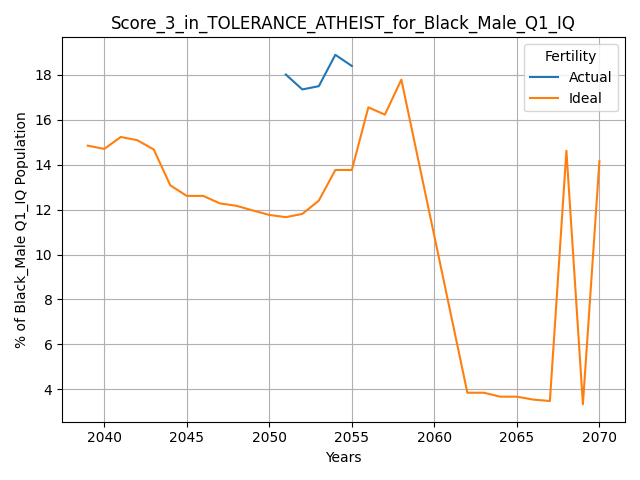 Score_3_in_TOLERANCE_ATHEIST_for_Black_Male_Q1_IQ
Fertility
Actual
Ideal
% of Black_Male Q1_IQ Population
18
16
14
12
10
8
6
4
2040 2045 2050 2055 2060 2065 2070
Years